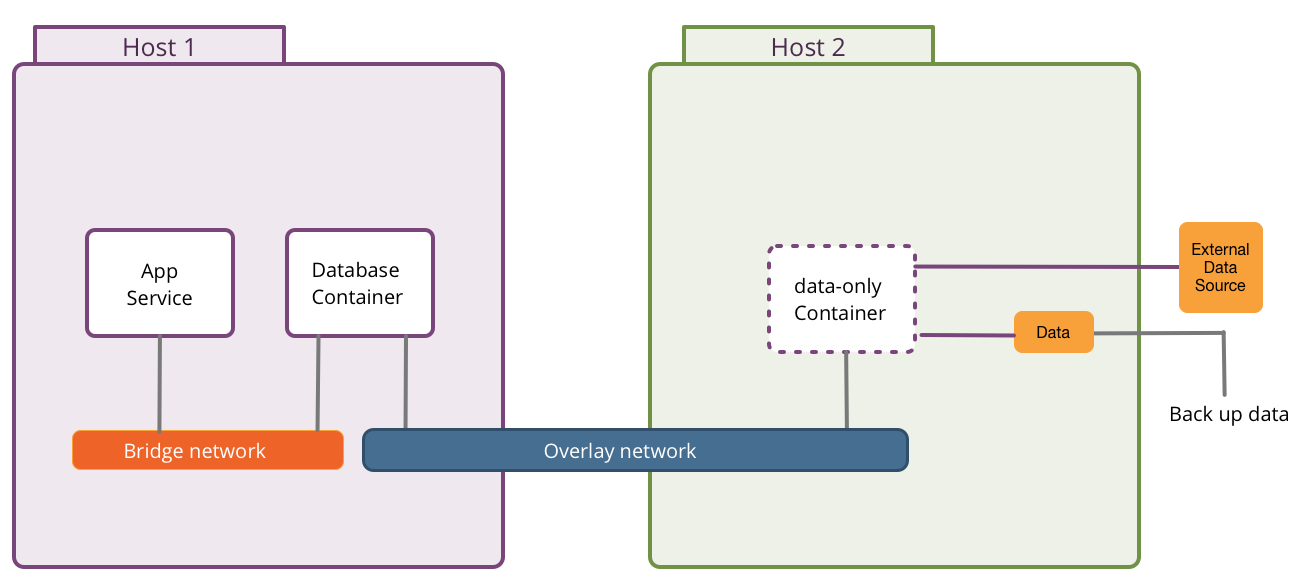 Host 1
Host 2
App
Service
Database
Container
data-only
Container
External
Data
Source
Data
Back up data
Bridge network
Overlay network